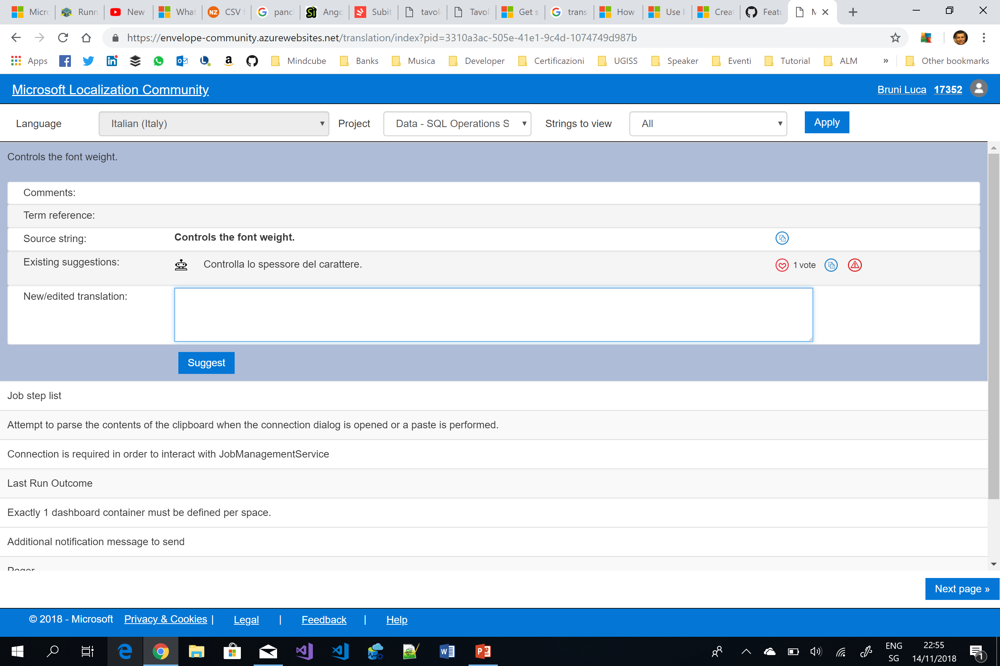 Micro Runn New What CSV f panc Ango Subit tavol Tavol Get s trans How Use Creat Featu
https://envelope-community.azurewebsites.net/translation/index?pid=3310a3ac-505e-41e1-9c4d-1074749d987b
Apps Mindcube Banks Musica Developer Certificazioni UGISS Speaker Eventi Tutorial ALM » Other bookmarks
Microsoft Localization Community Bruni Luca 17352
Language Italian (Italy) Project Data - SQL Operations S Strings to view All Apply
Controls the font weight.
Comments:
Term reference:
Source string: Controls the font weight.
Existing suggestions: Controlla lo spessore del carattere. 1 vote
New/edited translation:
Suggest
Job step list
Attempt to parse the contents of the clipboard when the connection dialog is opened or a paste is performed.
Connection is required in order to interact with JobManagementService
Last Run Outcome
Exactly 1 dashboard container must be defined per space.
Additional notification message to send
Pager
Next page »
© 2018 - Microsoft Privacy & Cookies | Legal | Feedback | Help
ENG 22:55
SG 14/11/2018 1